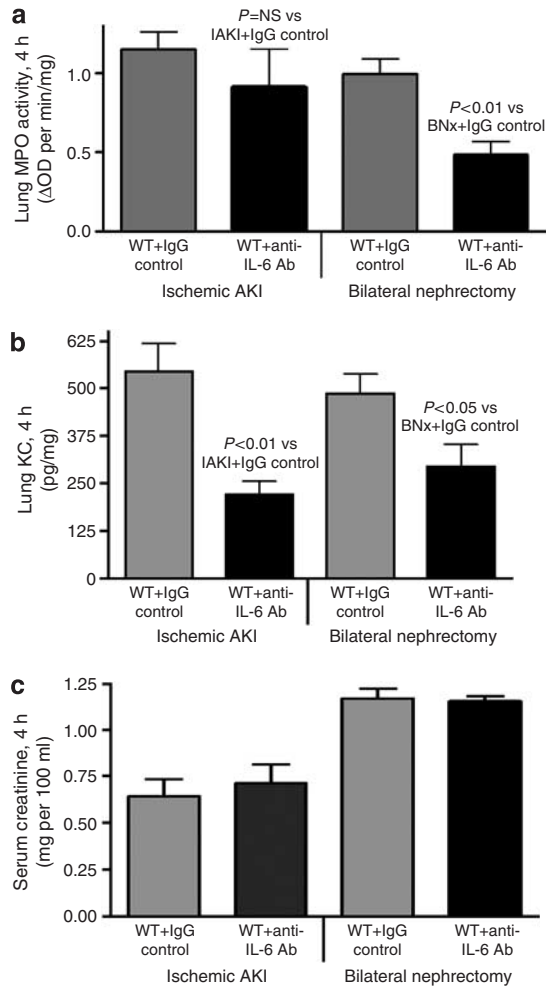 a
Lung MPO activity, 4 h
(ΔOD per min/mg)
1.0
0.5
0.0
P=NS vs
IAKI+IgG control
P<0.01 vs
BNx+IgG control
WT+IgG
control
WT+anti-
IL-6 Ab
WT+IgG
control
WT+anti-
IL-6 Ab
Ischemic AKI
Bilateral nephrectomy
b
Lung KC, 4 h
(pg/mg)
625
500
375
250
125
0
P<0.01 vs
IAKI+IgG control
P<0.05 vs
BNx+IgG control
WT+IgG
control
WT+anti-
IL-6 Ab
WT+IgG
control
WT+anti-
IL-6 Ab
Ischemic AKI
Bilateral nephrectomy
c
Serum creatinine, 4 h
(mg per 100 ml)
1.25
1.00
0.75
0.50
0.25
0.00
WT+IgG
control
WT+anti-
IL-6 Ab
WT+IgG
control
WT+anti-
IL-6 Ab
Ischemic AKI
Bilateral nephrectomy